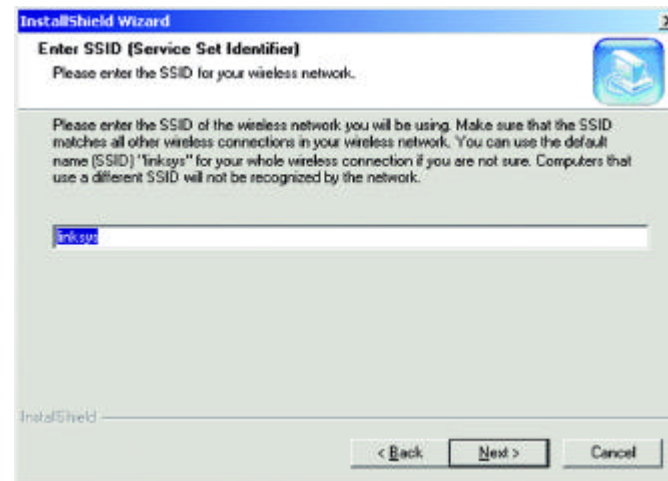 InstallShield Wizard
Enter SSID (Service Set Identifier)
Please enter the SSID for your wireless network.
Please enter the SSID of the wireless network you will be using. Make sure that the SSID
matches all other wireless connections in your wireless network. You can use the default
name (SSID) "linksys" for your whole wireless connection if you are not sure. Computers that
use a different SSID will not be recognized by the network.
linksys
InstallShield
< Back
Next >
Cancel